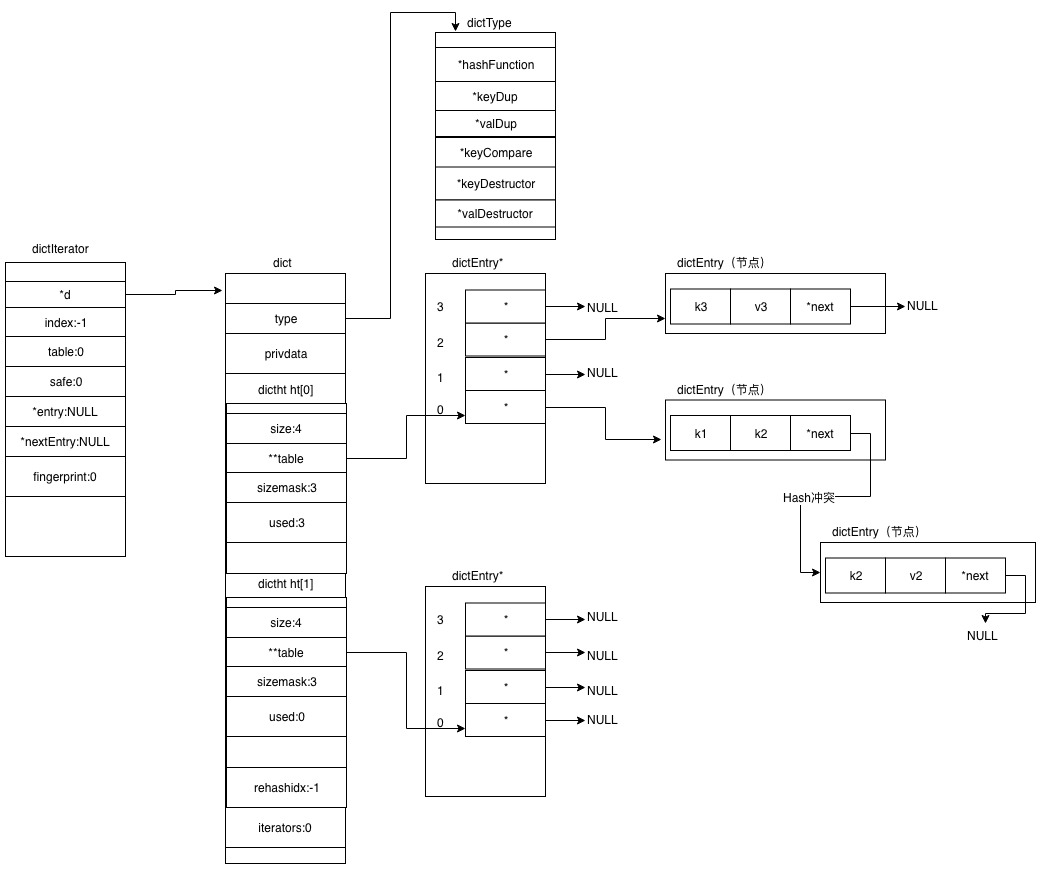 dictType
*hashFunction
*keyDup
*valDup
*keyCompare
*keyDestructor
*valDestructor
dictIterator
*d
index:-1
table:0
safe:0
*entry:NULL
*nextEntry:NULL
fingerprint:0
dict
type
privdata
dictht ht[0]
size:4
**table
sizemask:3
used:3
dictht ht[1]
size:4
**table
sizemask:3
used:0
rehashidx:-1
iterators:0
dictEntry*
3 * NULL
2 *
1 * NULL
0 *
dictEntry（节点）
k3 v3 *next NULL
dictEntry（节点）
k1 k2 *next
Hash冲突
dictEntry（节点）
k2 v2 *next
NULL
dictEntry*
3 * NULL
2 * NULL
1 * NULL
0 * NULL